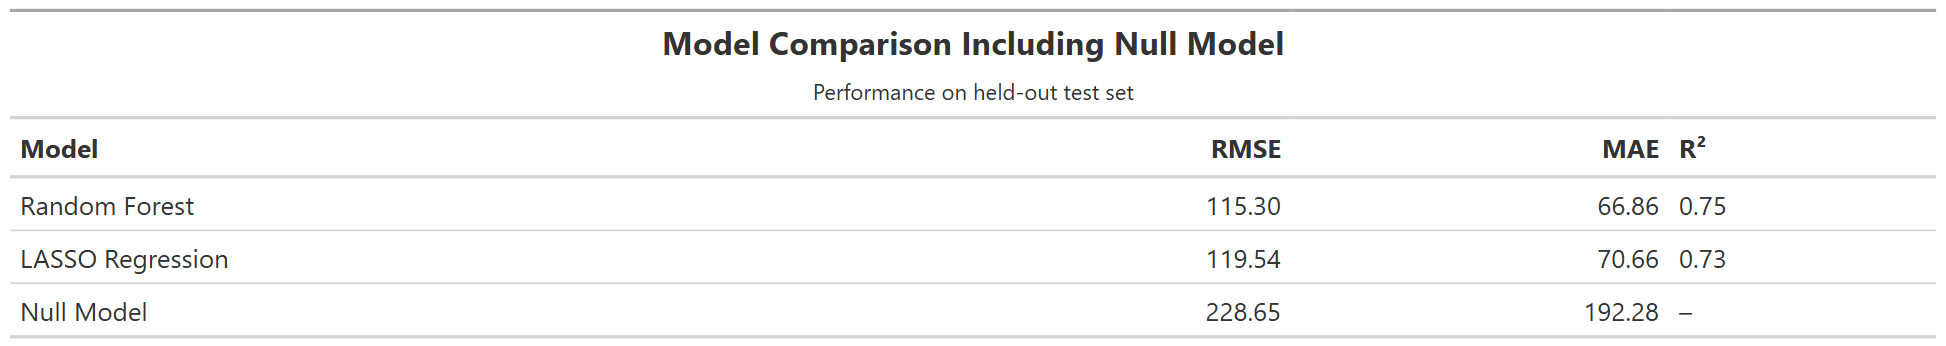 Model Comparison Including Null Model
Performance on held-out test set
Model RMSE MAE R²
Random Forest 115.30 66.86 0.75
LASSO Regression 119.54 70.66 0.73
Null Model 228.65 192.28 –